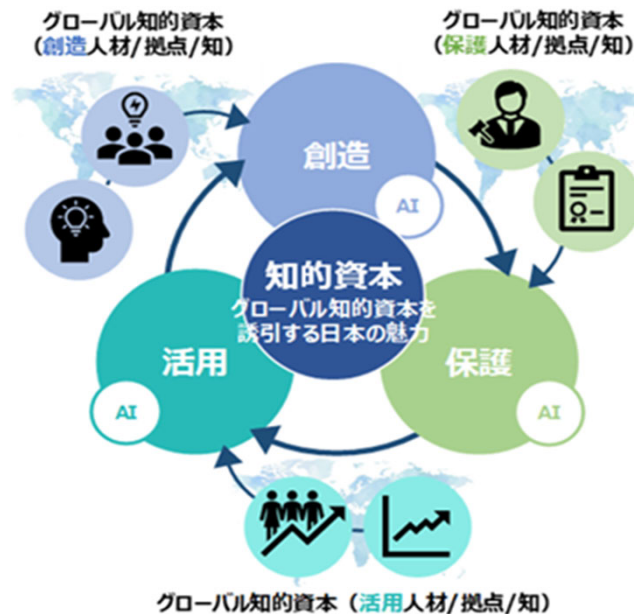 グローバル知的資本
（創造人材/拠点/知）
グローバル知的資本
（保護人材/拠点/知）
創造
AI
知的資本
グローバル知的資本を
誘引する日本の魅力
活用
AI
保護
AI
グローバル知的資本（活用人材/拠点/知）